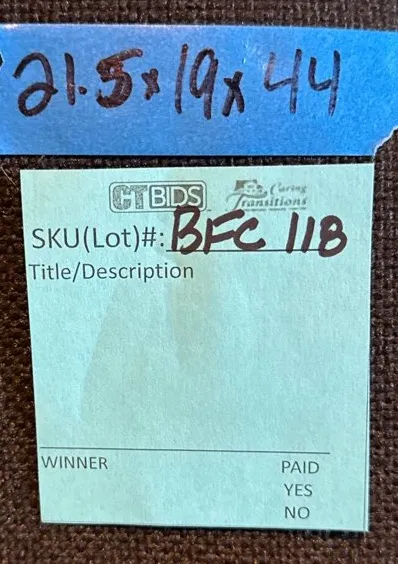 21.5x19x44
CTBIDS
Caring
Transitions
SKU(Lot)#: BFC 118
Title/Description
WINNER
PAID
YES
NO